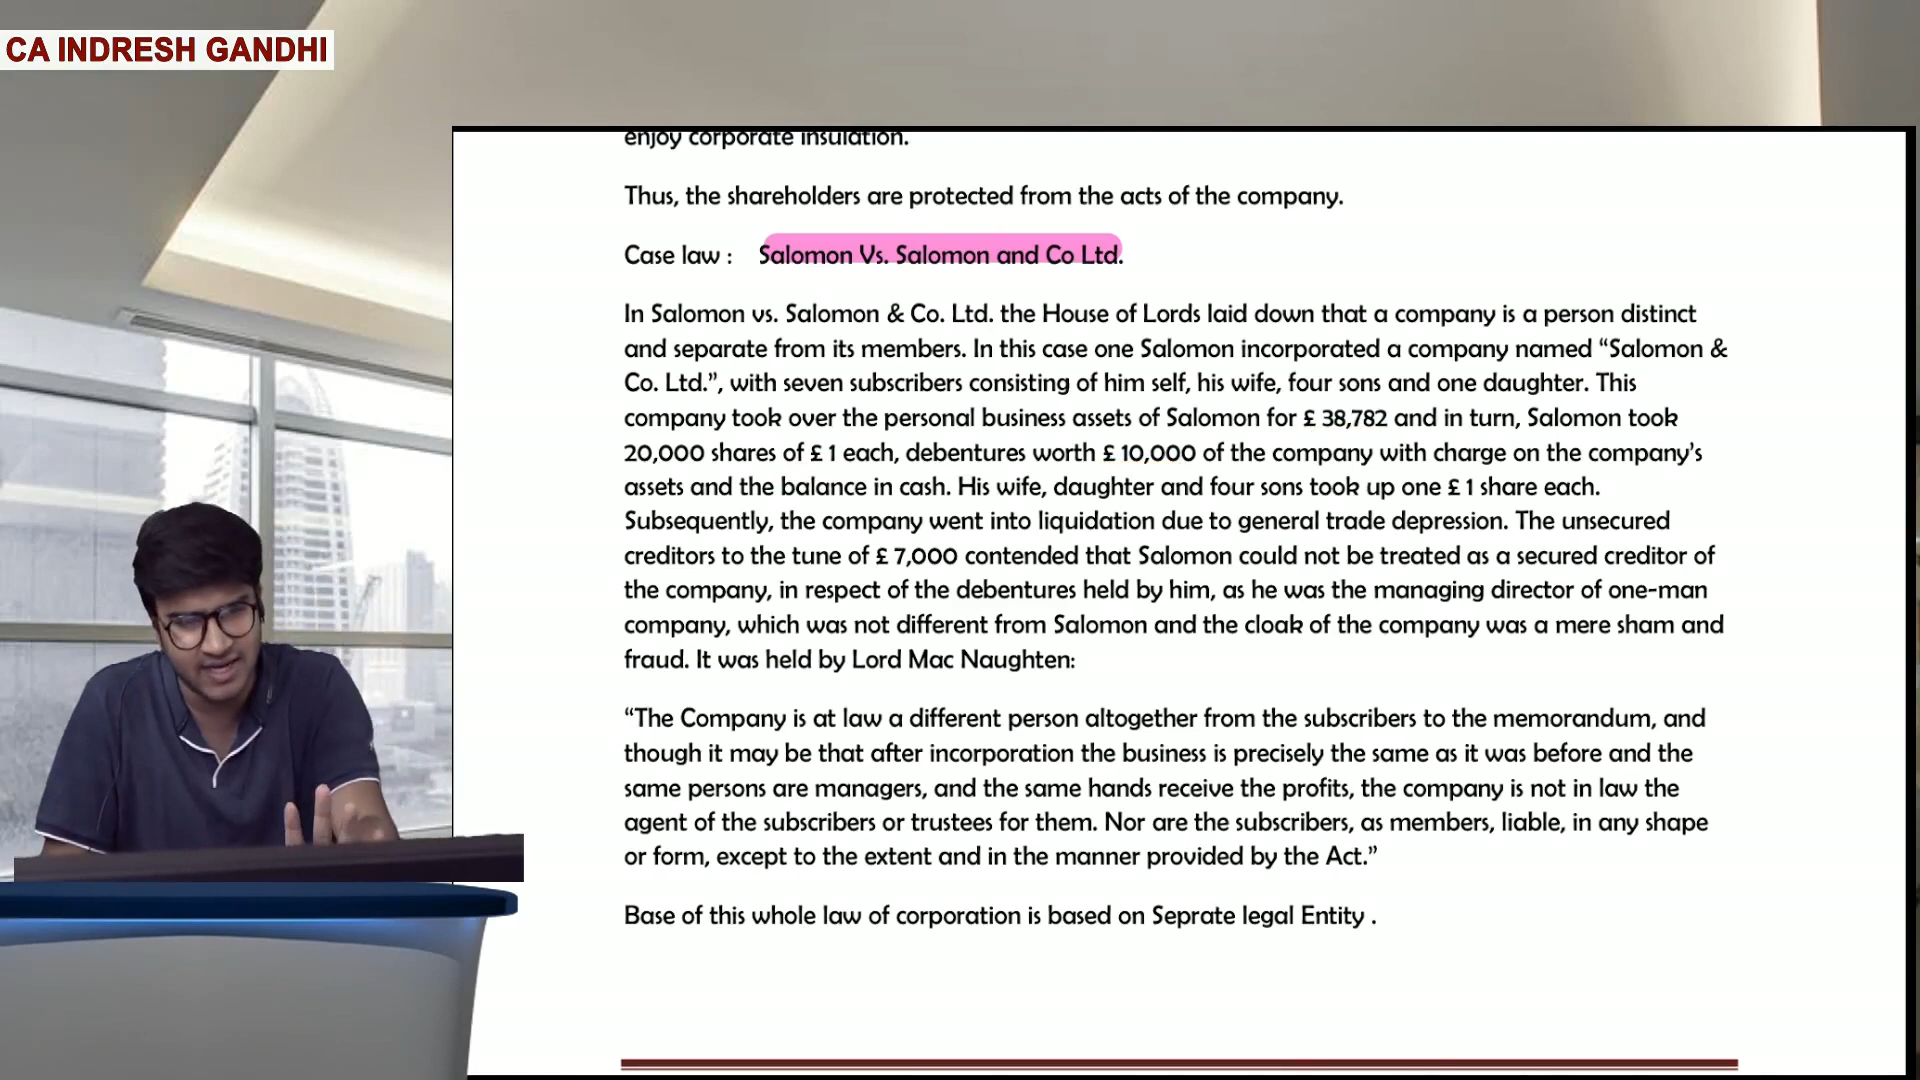 CA INDRESH GANDHI
enjoy corporate insulation.
Thus, the shareholders are protected from the acts of the company.
Case law : Salomon Vs. Salomon and Co Ltd.
In Salomon vs. Salomon & Co. Ltd. the House of Lords laid down that a company is a person distinct
and separate from its members. In this case one Salomon incorporated a company named “Salomon &
Co. Ltd.”, with seven subscribers consisting of him self, his wife, four sons and one daughter. This
company took over the personal business assets of Salomon for £ 38,782 and in turn, Salomon took
20,000 shares of £ 1 each, debentures worth £ 10,000 of the company with charge on the company’s
assets and the balance in cash. His wife, daughter and four sons took up one £ 1 share each.
Subsequently, the company went into liquidation due to general trade depression. The unsecured
creditors to the tune of £ 7,000 contended that Salomon could not be treated as a secured creditor of
the company, in respect of the debentures held by him, as he was the managing director of one-man
company, which was not different from Salomon and the cloak of the company was a mere sham and
fraud. It was held by Lord Mac Naughten:
“The Company is at law a different person altogether from the subscribers to the memorandum, and
though it may be that after incorporation the business is precisely the same as it was before and the
same persons are managers, and the same hands receive the profits, the company is not in law the
agent of the subscribers or trustees for them. Nor are the subscribers, as members, liable, in any shape
or form, except to the extent and in the manner provided by the Act.”
Base of this whole law of corporation is based on Seprate legal Entity .